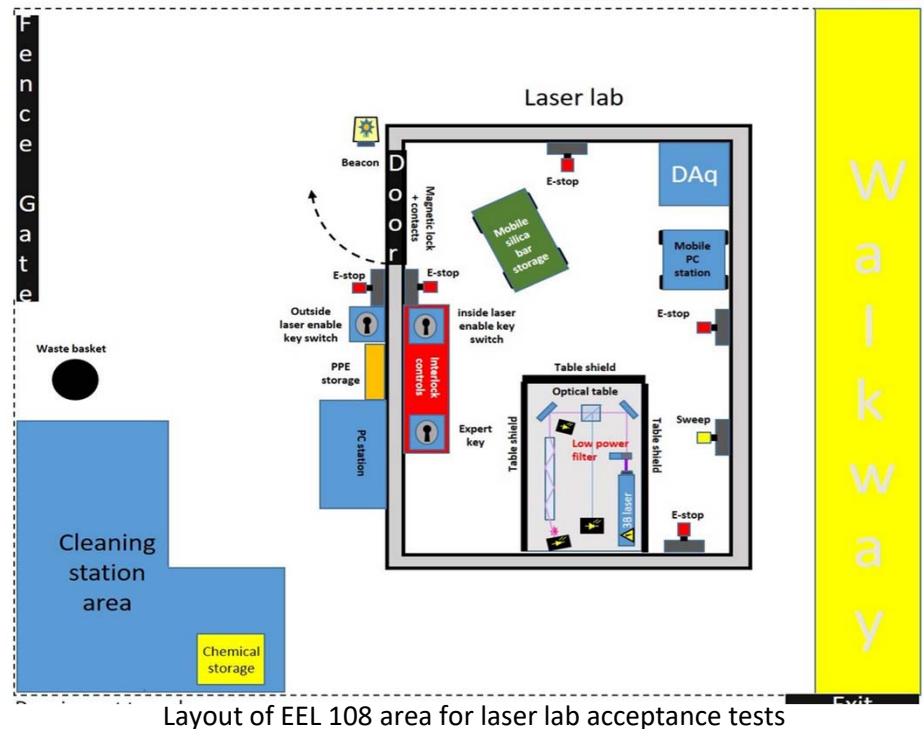 Fence Gate
Laser lab
Beacon
Door
Magnetic lock
+ contacts
E-stop
Mobile
silica
bar
storage
DAq
Mobile
PC
station
E-stop
E-stop
Outside
laser enable
key switch
inside laser
enable key
switch
E-stop
Waste basket
PPE
storage
Interlock
controls
Table shield
Optical table
Table shield
Low power
filter
Table shield
Sweep
PC station
Expert
key
3B laser
E-stop
Cleaning
station
area
Chemical
storage
Walkway
Exit
Layout of EEL 108 area for laser lab acceptance tests